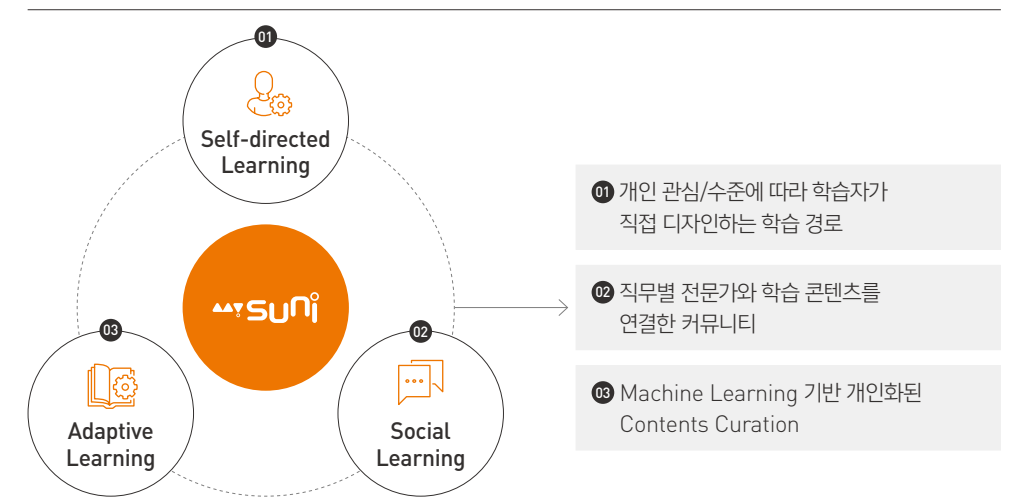 01
Self-directed
Learning
mySUNI
03
Adaptive
Learning
02
Social
Learning
01 개인 관심/수준에 따라 학습자가
직접 디자인하는 학습 경로
02 직무별 전문가와 학습 콘텐츠를
연결한 커뮤니티
03 Machine Learning 기반 개인화된
Contents Curation